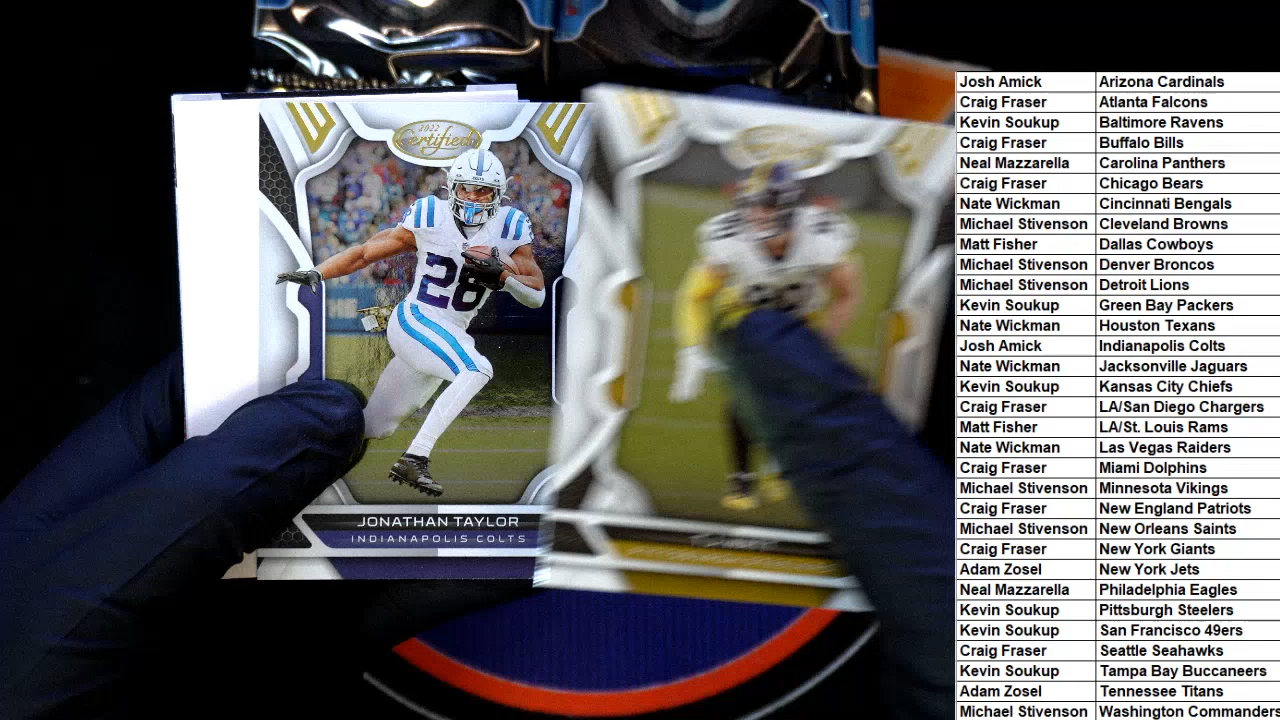 2022
Certified
COLTS
28
JONATHAN TAYLOR
INDIANAPOLIS COLTS
Josh Amick Arizona Cardinals
Craig Fraser Atlanta Falcons
Kevin Soukup Baltimore Ravens
Craig Fraser Buffalo Bills
Neal Mazzarella Carolina Panthers
Craig Fraser Chicago Bears
Nate Wickman Cincinnati Bengals
Michael Stivenson Cleveland Browns
Matt Fisher Dallas Cowboys
Michael Stivenson Denver Broncos
Michael Stivenson Detroit Lions
Kevin Soukup Green Bay Packers
Nate Wickman Houston Texans
Josh Amick Indianapolis Colts
Nate Wickman Jacksonville Jaguars
Kevin Soukup Kansas City Chiefs
Craig Fraser LA/San Diego Chargers
Matt Fisher LA/St. Louis Rams
Nate Wickman Las Vegas Raiders
Craig Fraser Miami Dolphins
Michael Stivenson Minnesota Vikings
Craig Fraser New England Patriots
Michael Stivenson New Orleans Saints
Craig Fraser New York Giants
Adam Zosel New York Jets
Neal Mazzarella Philadelphia Eagles
Kevin Soukup Pittsburgh Steelers
Kevin Soukup San Francisco 49ers
Craig Fraser Seattle Seahawks
Kevin Soukup Tampa Bay Buccaneers
Adam Zosel Tennessee Titans
Michael Stivenson Washington Commanders